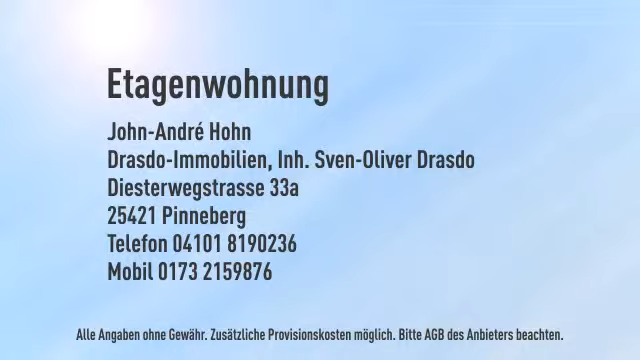 Etagenwohnung
John-André Hohn
Drasdo-Immobilien, Inh. Sven-Oliver Drasdo
Diesterwegstrasse 33a
25421 Pinneberg
Telefon 04101 8190236
Mobil 0173 2159876
Alle Angaben ohne Gewähr. Zusätzliche Provisionskosten möglich. Bitte AGB des Anbieters beachten.